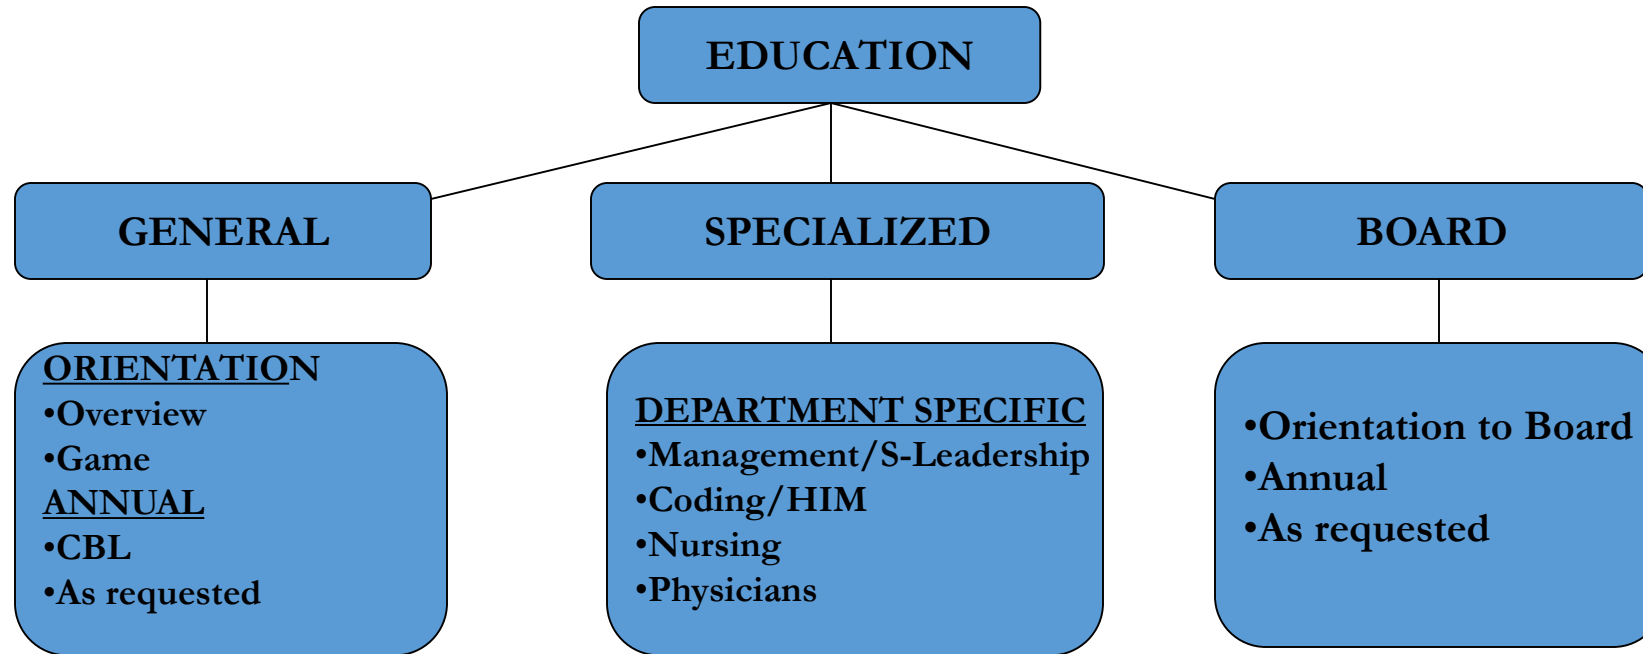 EDUCATION
GENERAL
SPECIALIZED
BOARD
ORIENTATION
•Overview
•Game
ANNUAL
•CBL
•As requested
DEPARTMENT SPECIFIC
•Management/S-Leadership
•Coding/HIM
•Nursing
•Physicians
•Orientation to Board
•Annual
•As requested